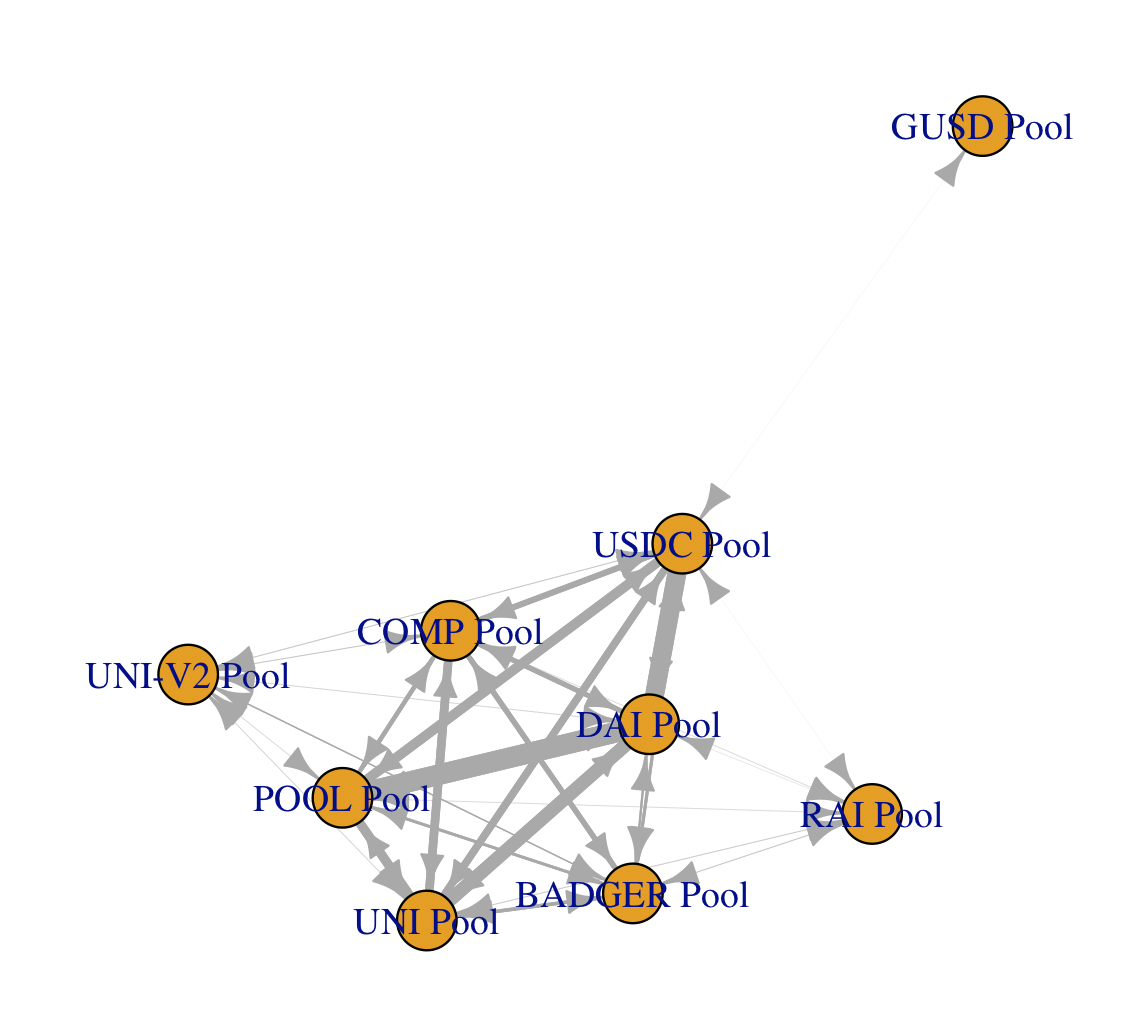 GUSD Pool
USDC Pool
COMP Pool
UNI-V2 Pool
DAI Pool
POOL Pool
RAI Pool
BADGER Pool
UNI Pool